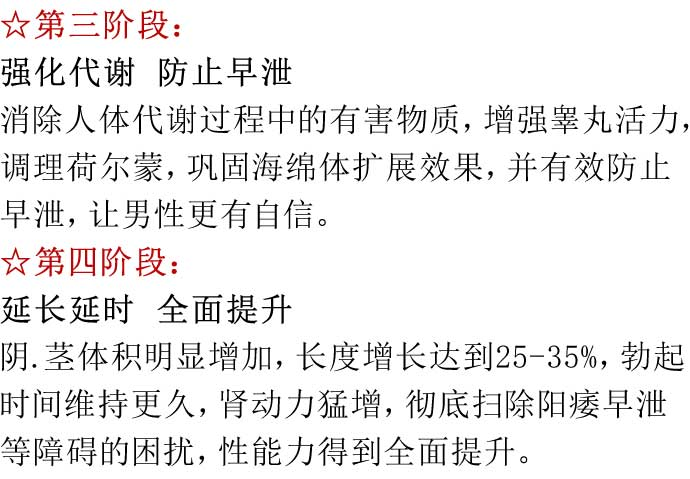 ☆第三阶段：
强化代谢 防止早泄
消除人体代谢过程中的有害物质，增强睾丸活力，
调理荷尔蒙，巩固海绵体扩展效果，并有效防止
早泄，让男性更有自信。
☆第四阶段：
延长延时 全面提升
阴.茎体积明显增加，长度增长达到25-35%，勃起
时间维持更久，肾动力猛增，彻底扫除阳痿早泄
等障碍的困扰，性能力得到全面提升。